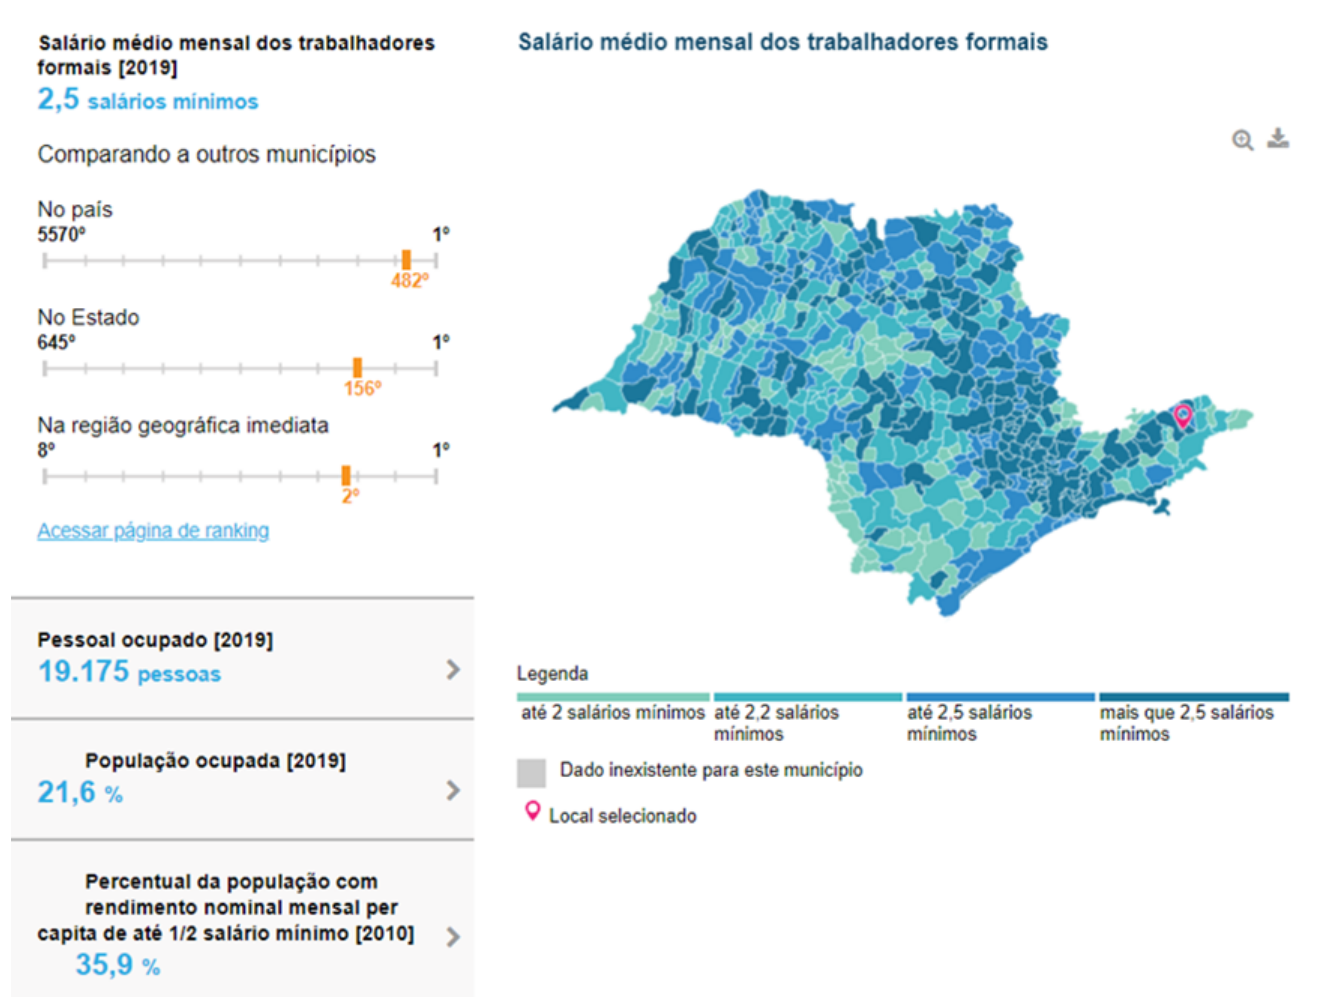 Salário médio mensal dos trabalhadores
formais [2019]
2,5 salários mínimos
Comparando a outros municípios
No país
5570º 1º
482º
No Estado
645º 1º
156º
Na região geográfica imediata
8º 1º
2º
Acessar página de ranking
Pessoal ocupado [2019]
19.175 pessoas
População ocupada [2019]
21,6 %
Percentual da população com
rendimento nominal mensal per
capita de até 1/2 salário mínimo [2010]
35,9 %
Salário médio mensal dos trabalhadores formais
Legenda
até 2 salários mínimos
até 2,2 salários
mínimos
até 2,5 salários
mínimos
mais que 2,5 salários
mínimos
Dado inexistente para este município
Local selecionado